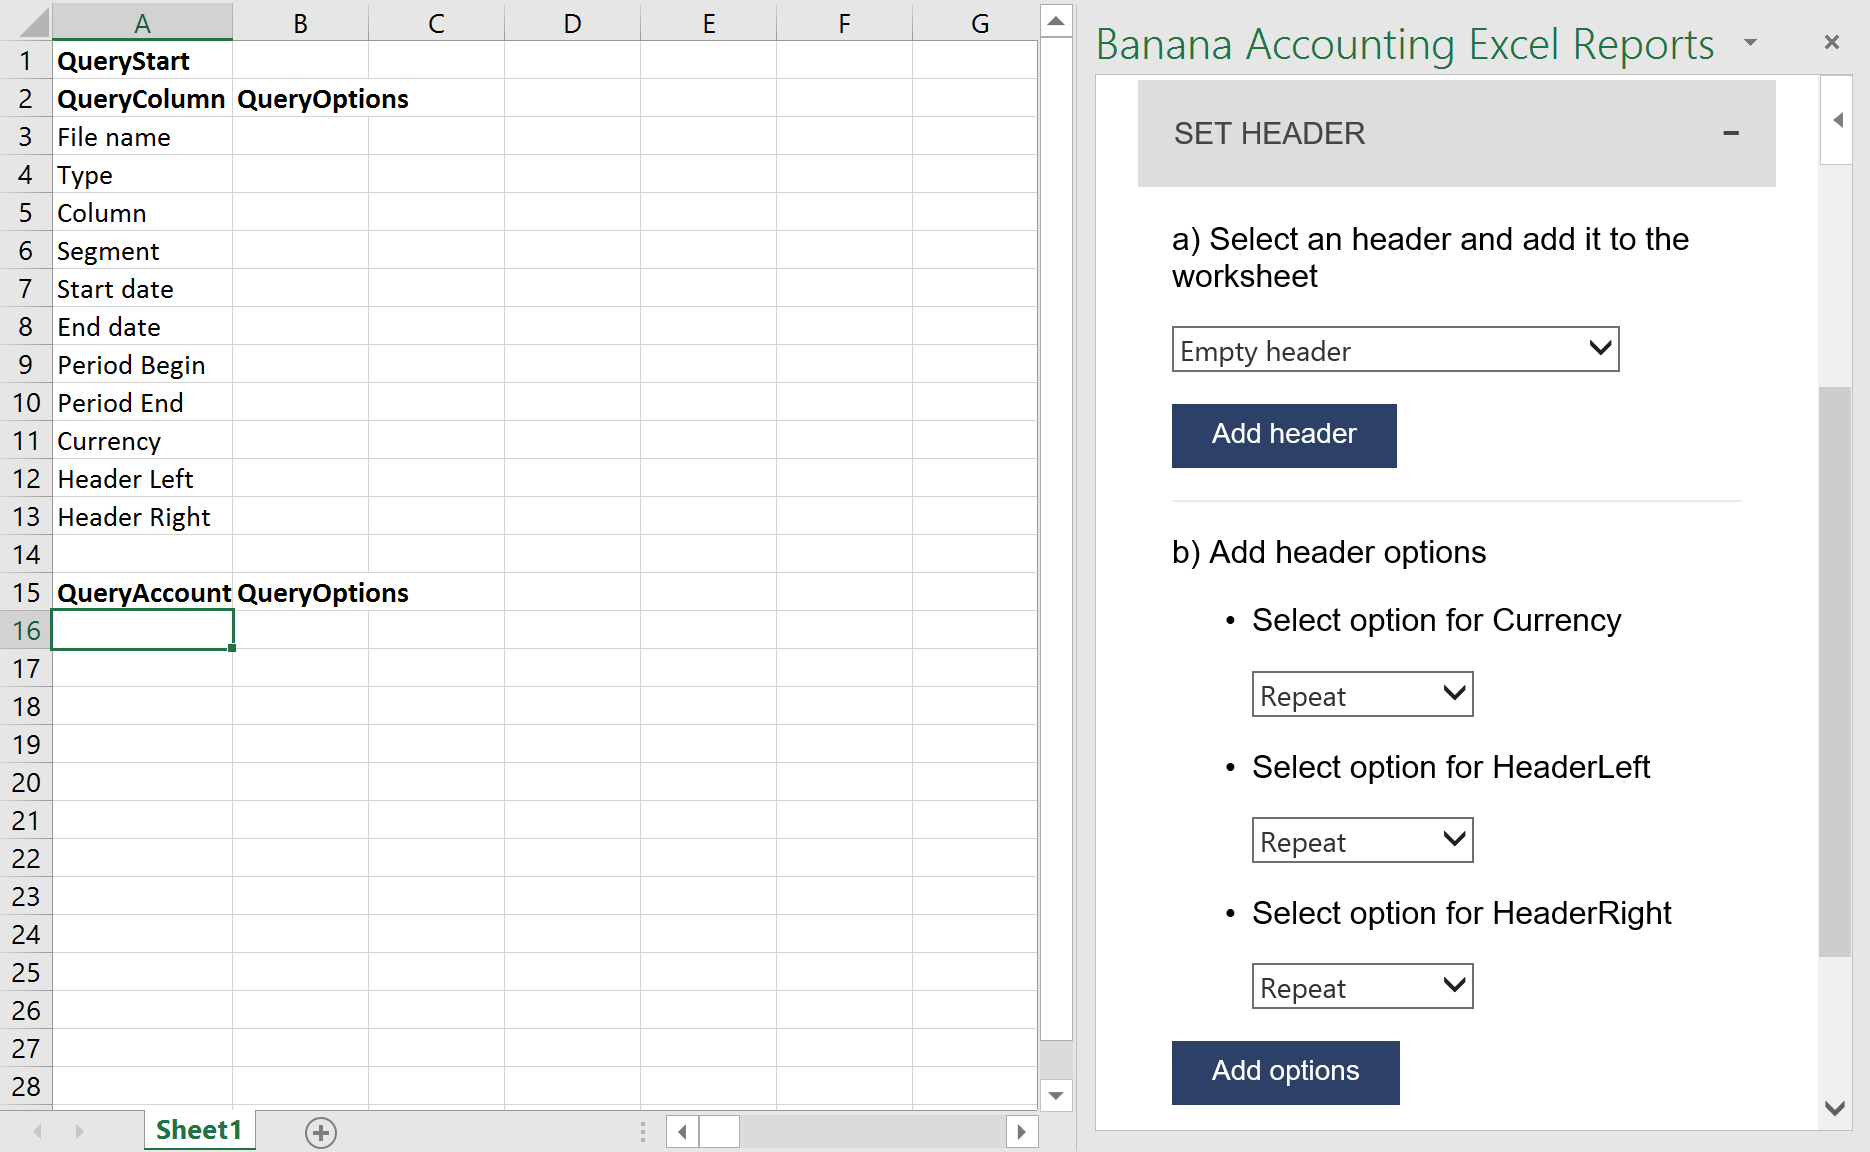 A B C D E F G
1 QueryStart
2 QueryColumn QueryOptions
3 File name
4 Type
5 Column
6 Segment
7 Start date
8 End date
9 Period Begin
10 Period End
11 Currency
12 Header Left
13 Header Right
14
15 QueryAccount QueryOptions
16
17
18
19
20
21
22
23
24
25
26
27
28
Sheet1
Banana Accounting Excel Reports
SET HEADER
a) Select an header and add it to the
worksheet
Empty header
Add header
b) Add header options
• Select option for Currency
Repeat
• Select option for HeaderLeft
Repeat
• Select option for HeaderRight
Repeat
Add options